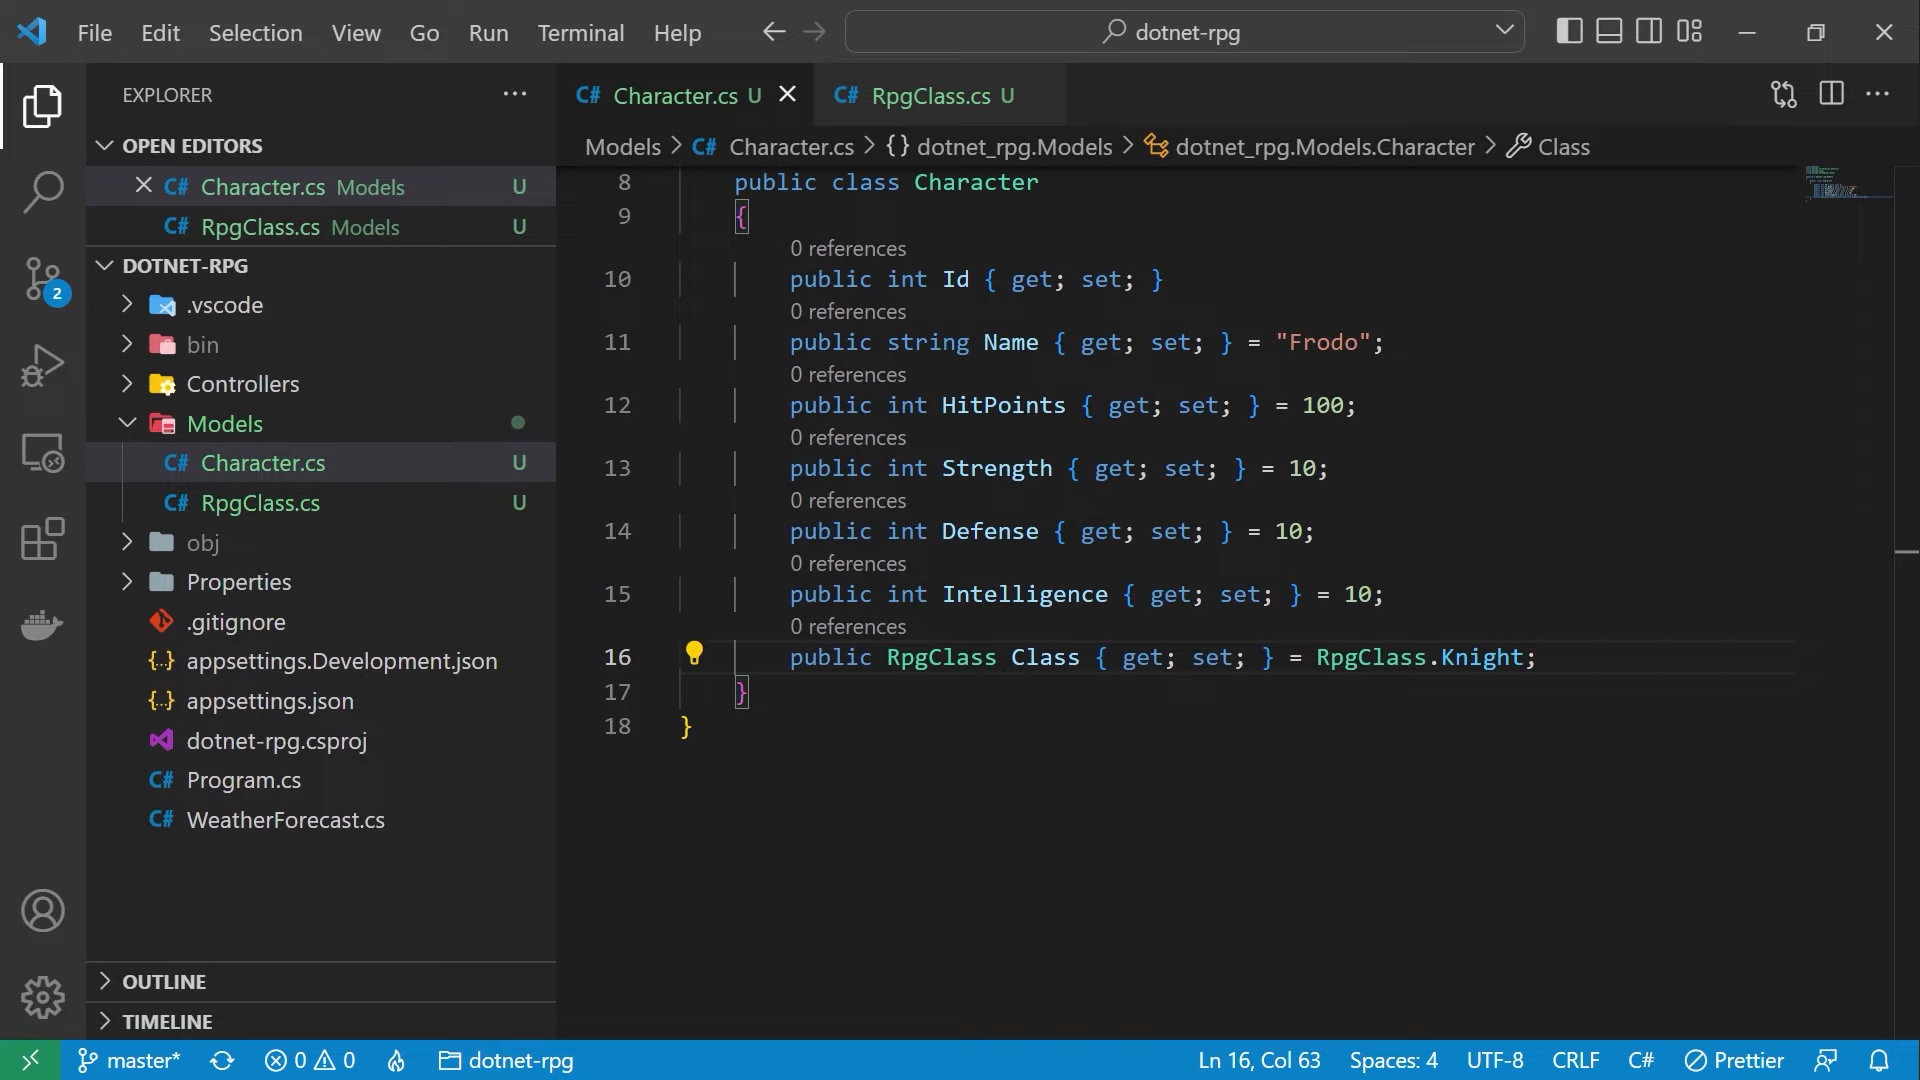 File Edit Selection View Go Run Terminal Help
dotnet-rpg
EXPLORER
OPEN EDITORS
Character.cs Models U
RpgClass.cs Models U
DOTNET-RPG
.vscode
bin
Controllers
Models
C# Character.cs U
C# RpgClass.cs U
obj
Properties
.gitignore
{..} appsettings.Development.json
{..} appsettings.json
dotnet-rpg.csproj
C# Program.cs
C# WeatherForecast.cs
OUTLINE
TIMELINE
2
C# Character.cs U
C# RpgClass.cs U
Models > C# Character.cs > {} dotnet_rpg.Models > dotnet_rpg.Models.Character > Class
8 public class Character
9 {
0 references
10 public int Id { get; set; }
0 references
11 public string Name { get; set; } = "Frodo";
0 references
12 public int HitPoints { get; set; } = 100;
0 references
13 public int Strength { get; set; } = 10;
0 references
14 public int Defense { get; set; } = 10;
0 references
15 public int Intelligence { get; set; } = 10;
0 references
16 public RpgClass Class { get; set; } = RpgClass.Knight;
17 }
18 }
master* 0 0 dotnet-rpg Ln 16, Col 63 Spaces: 4 UTF-8 CRLF C# Prettier